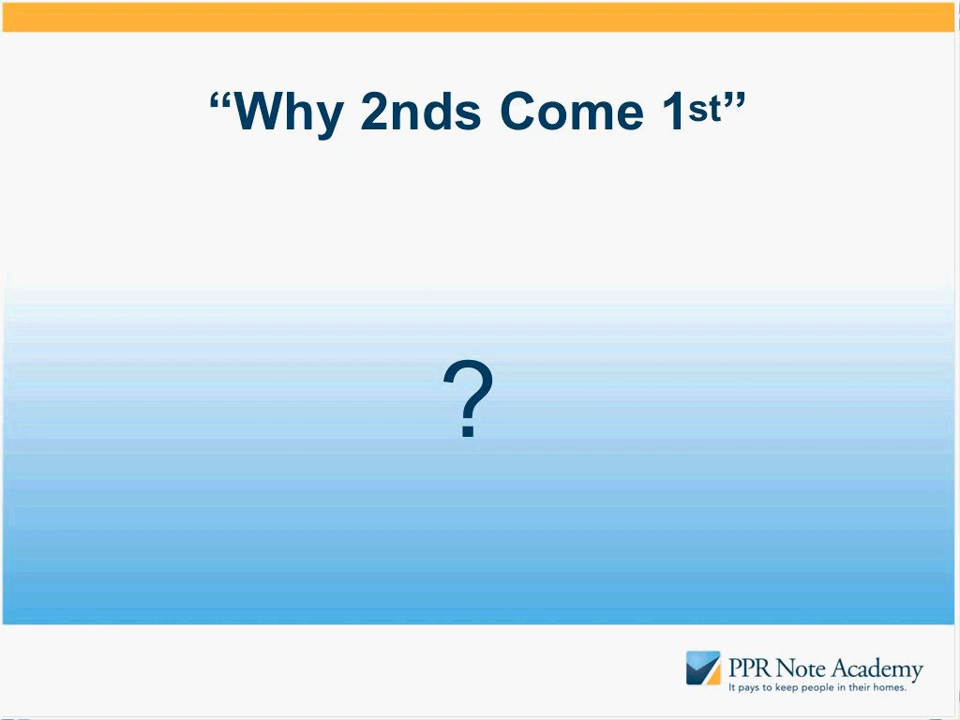 “Why 2nds Come 1st”
?
PPR Note Academy
It pays to keep people in their homes.